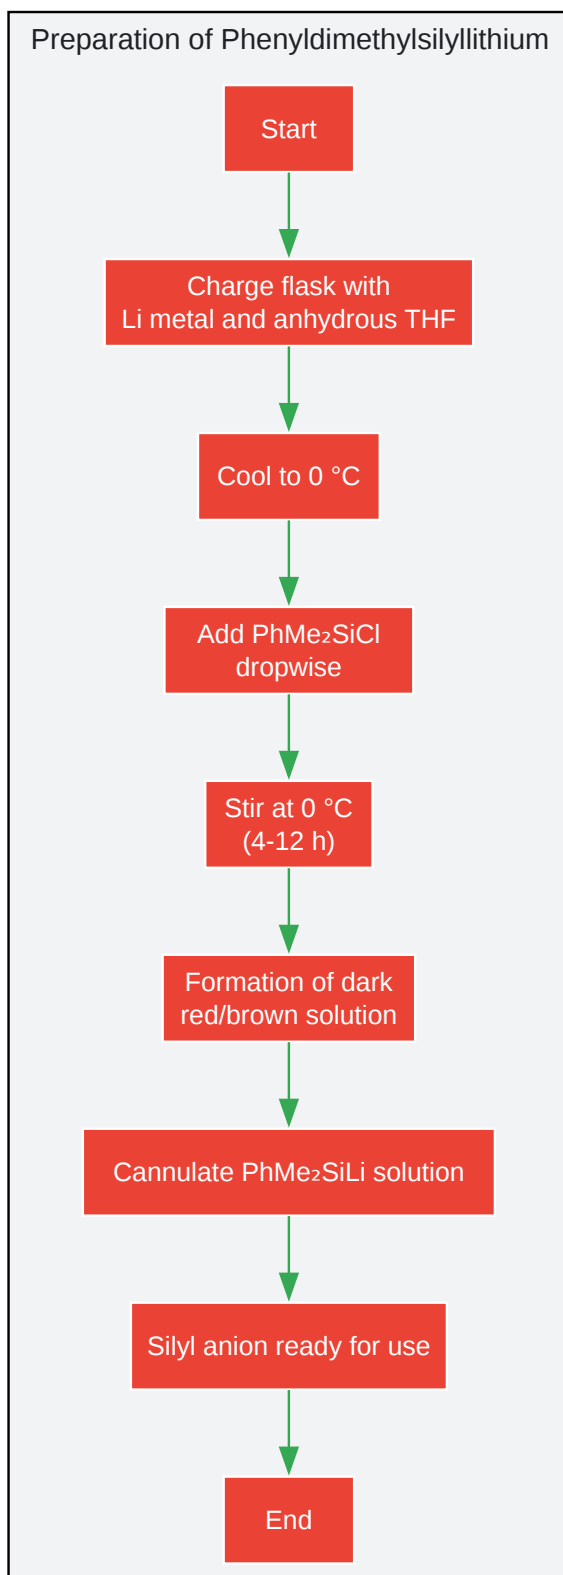 Preparation of Phenyldimethylsilyllithium
Start
Charge flask with
Li metal and anhydrous THF
Cool to 0 °C
Add PhMe₂SiCl
dropwise
Stir at 0 °C
(4-12 h)
Formation of dark
red/brown solution
Cannulate PhMe₂SiLi solution
Silyl anion ready for use
End